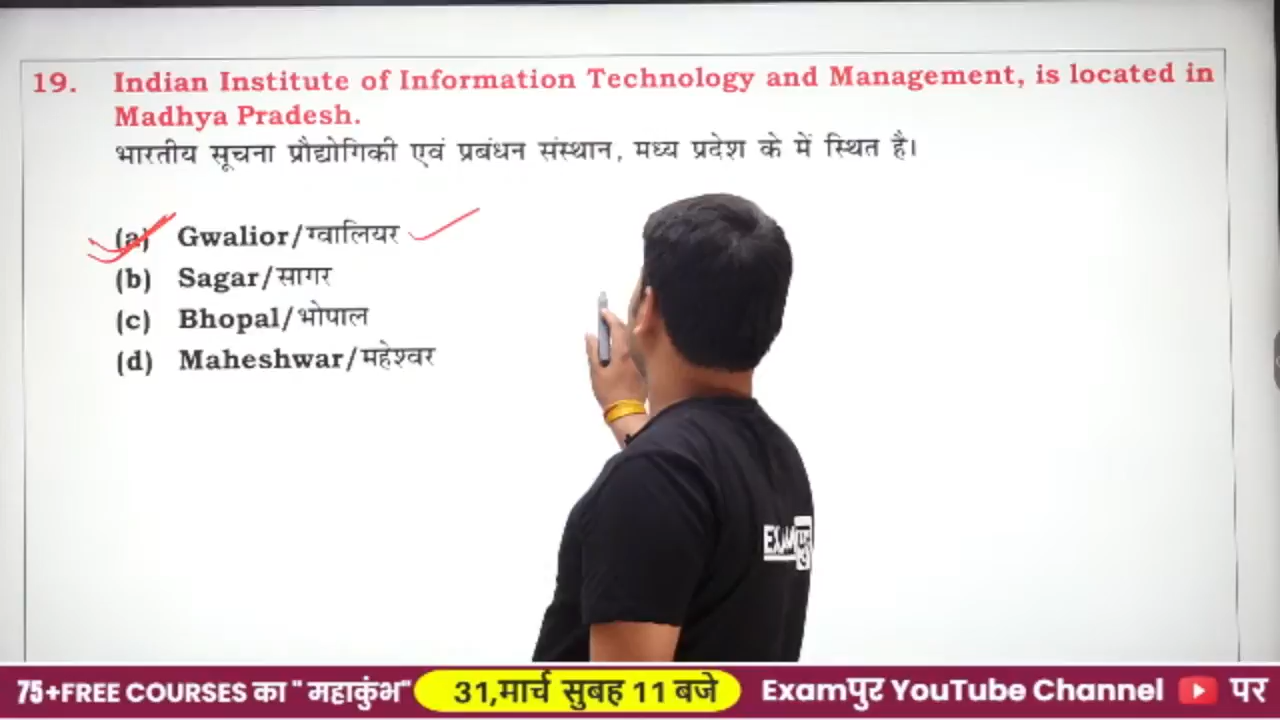 19. Indian Institute of Information Technology and Management, is located in
Madhya Pradesh.
भारतीय सूचना प्रौद्योगिकी एवं प्रबंधन संस्थान, मध्य प्रदेश के में स्थित है।
(a) Gwalior/ग्वालियर
(b) Sagar/सागर
(c) Bhopal/भोपाल
(d) Maheshwar/महेश्वर
EXAM पुर
75+FREE COURSES का " महाकुंभ" 31,मार्च सुबह 11 बजे Examपुर YouTube Channel पर